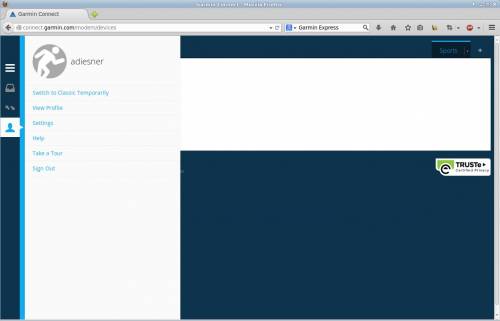 Garmin Connect - Mozilla Firefox
Garmin Connect
connect.garmin.com/modern/devices
Garmin Express
adiesner
Sports
Switch to Classic Temporarily
View Profile
Settings
Help
Take a Tour
Sign Out
TRUSTe
Certified Privacy